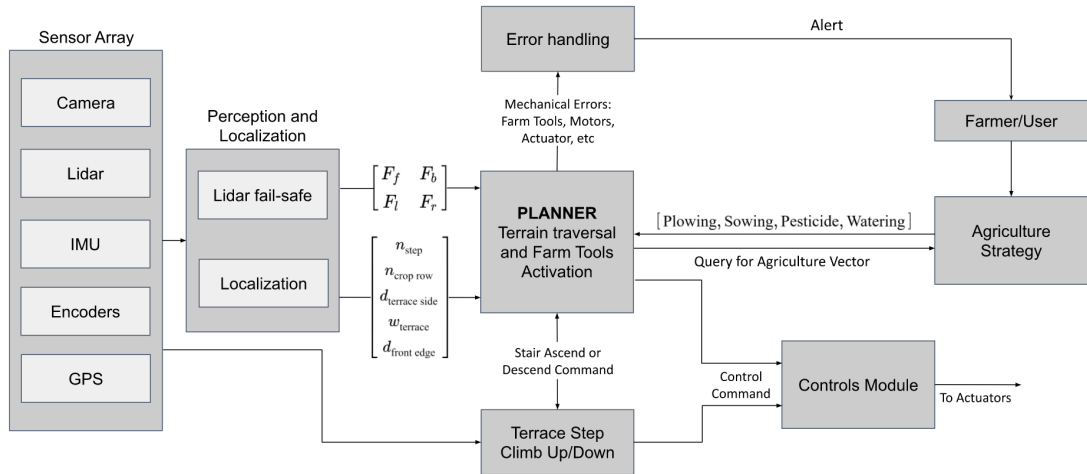 Sensor Array
Camera
Lidar
IMU
Encoders
GPS
Perception and
Localization
Lidar fail-safe
Localization
F_f F_b
F_l F_r
n_step
n_crop row
d_terrace side
w_terrace
d_front edge
Error handling
Mechanical Errors:
Farm Tools, Motors,
Actuator, etc
PLANNER
Terrain traversal
and Farm Tools
Activation
Stair Ascend or
Descend Command
Terrace Step
Climb Up/Down
Alert
Farmer/User
[Plowing, Sowing, Pesticide, Watering]
Query for Agriculture Vector
Agriculture
Strategy
Control
Command
Controls Module
To Actuators